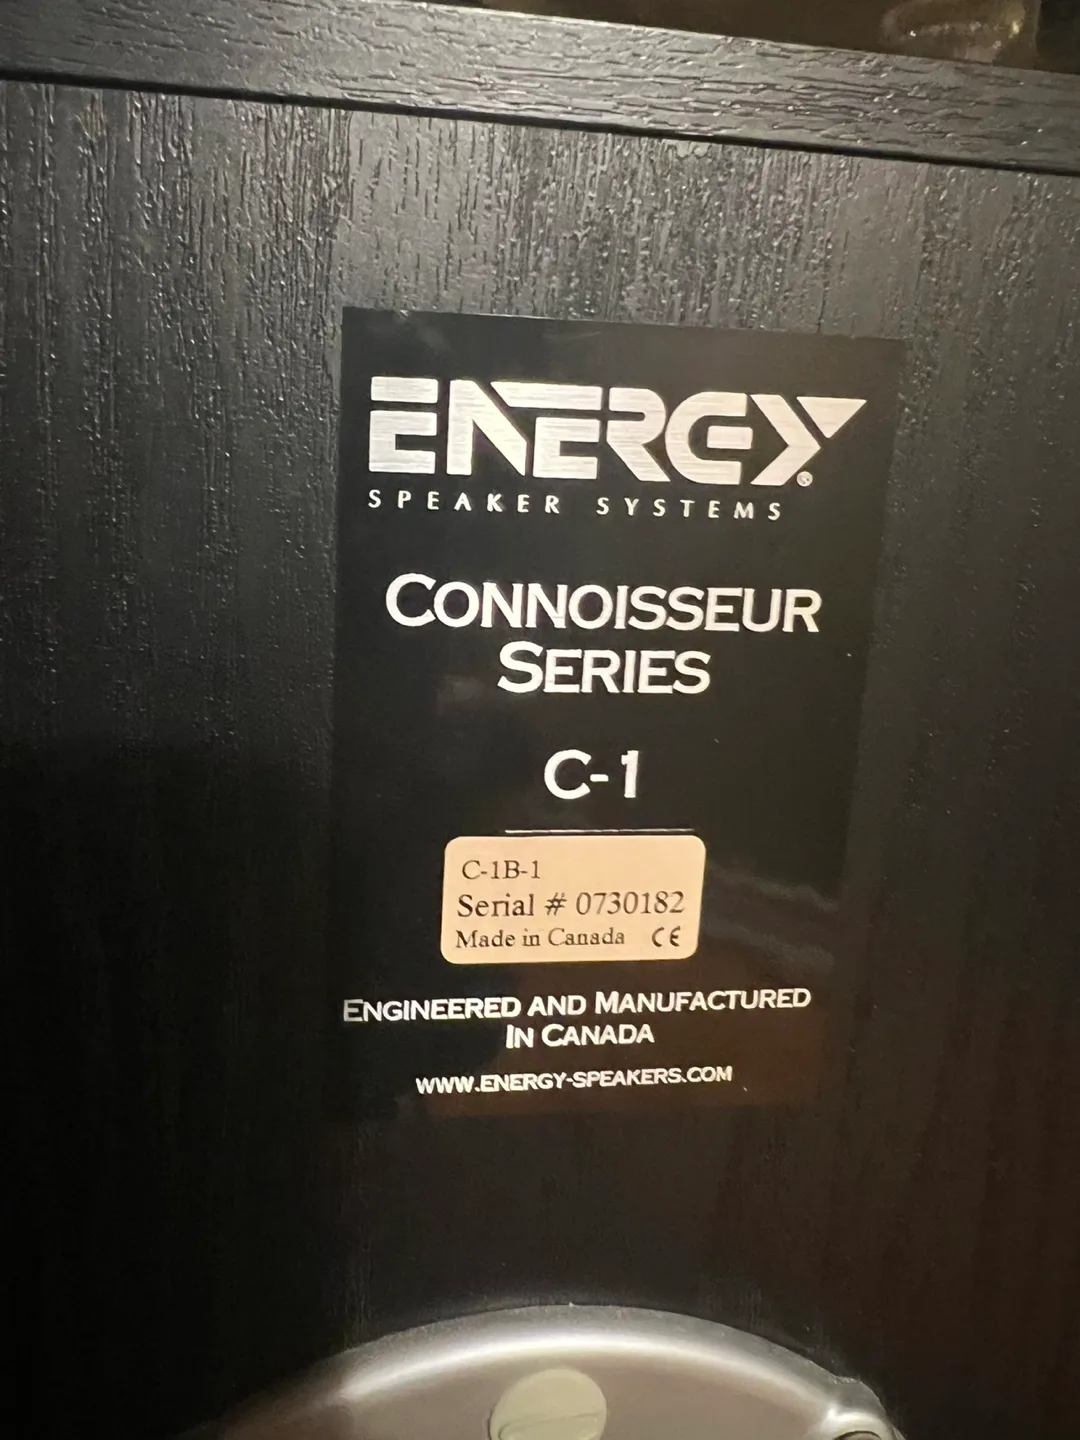 ENERGY®
SPEAKER SYSTEMS
CONNOISSEUR
SERIES
C-1
C-1B-1
Serial # 0730182
Made in Canada CE
ENGINEERED AND MANUFACTURED
IN CANADA
WWW.ENERGY-SPEAKERS.COM